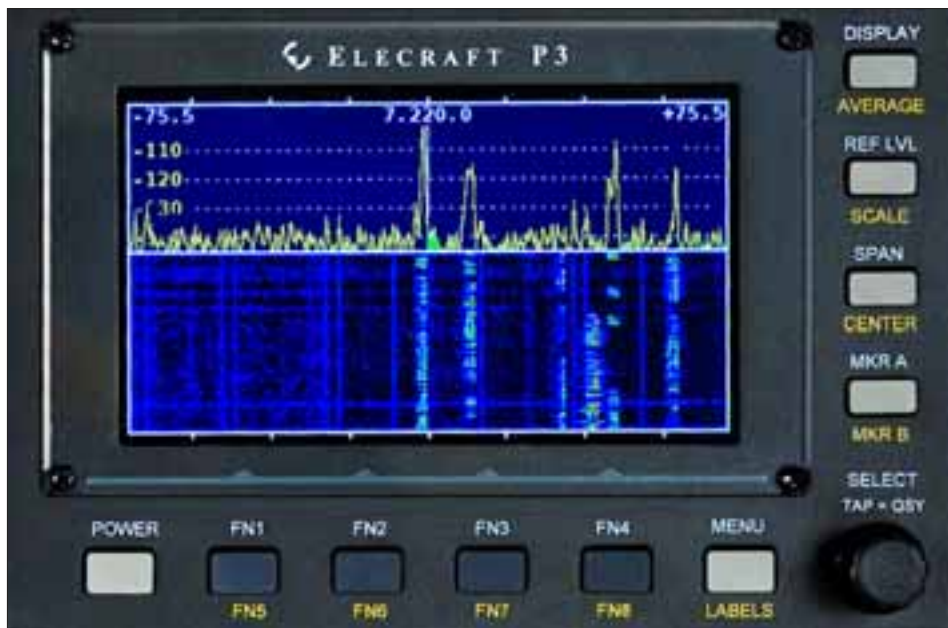 ELECRAFT P3
-75.5 7.220.0 +75.5
-110
-120
30
DISPLAY
AVERAGE
REF LVL
SCALE
SPAN
CENTER
MKR A
MKR B
SELECT
TAP = QSY
POWER FN1 FN2 FN3 FN4 MENU
FN5 FN6 FN7 FN8 LABELS